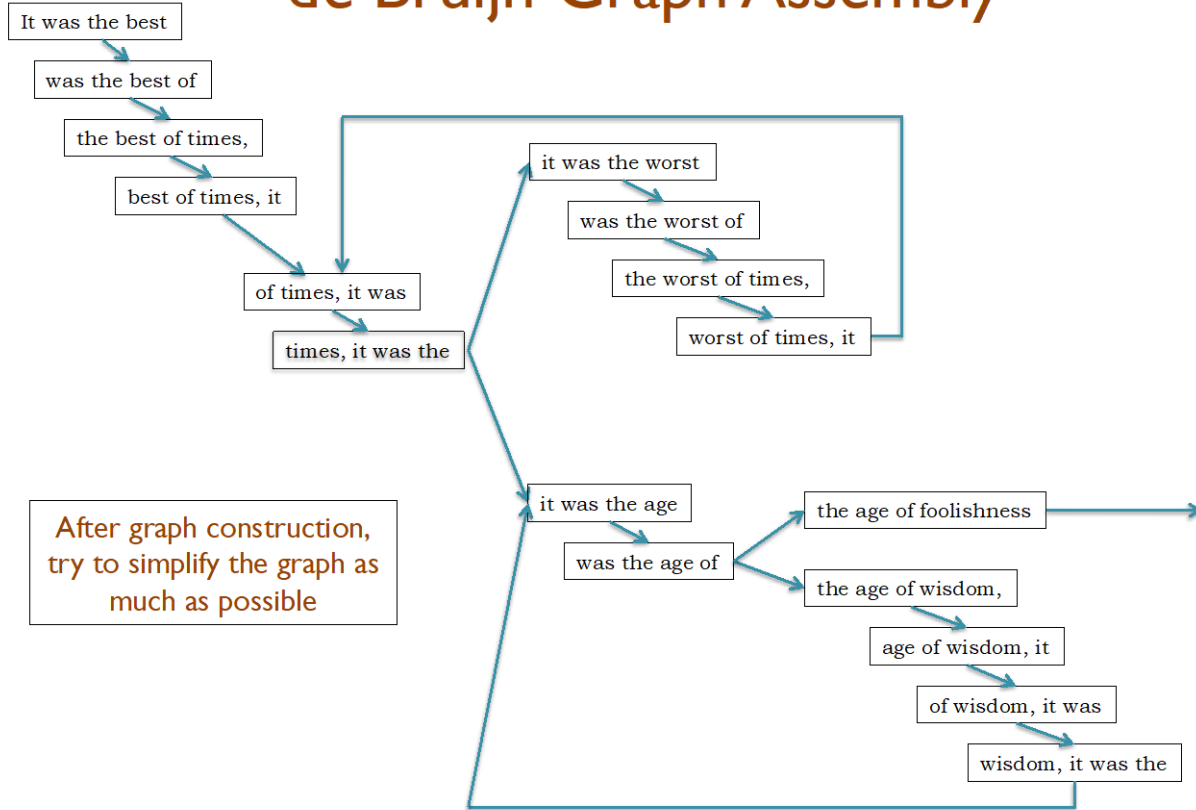 de Bruijn Graph Assembly
It was the best
was the best of
the best of times,
best of times, it
of times, it was
times, it was the
it was the worst
was the worst of
the worst of times,
worst of times, it
it was the age
was the age of
the age of foolishness
the age of wisdom,
age of wisdom, it
of wisdom, it was
wisdom, it was the
After graph construction,
try to simplify the graph as
much as possible